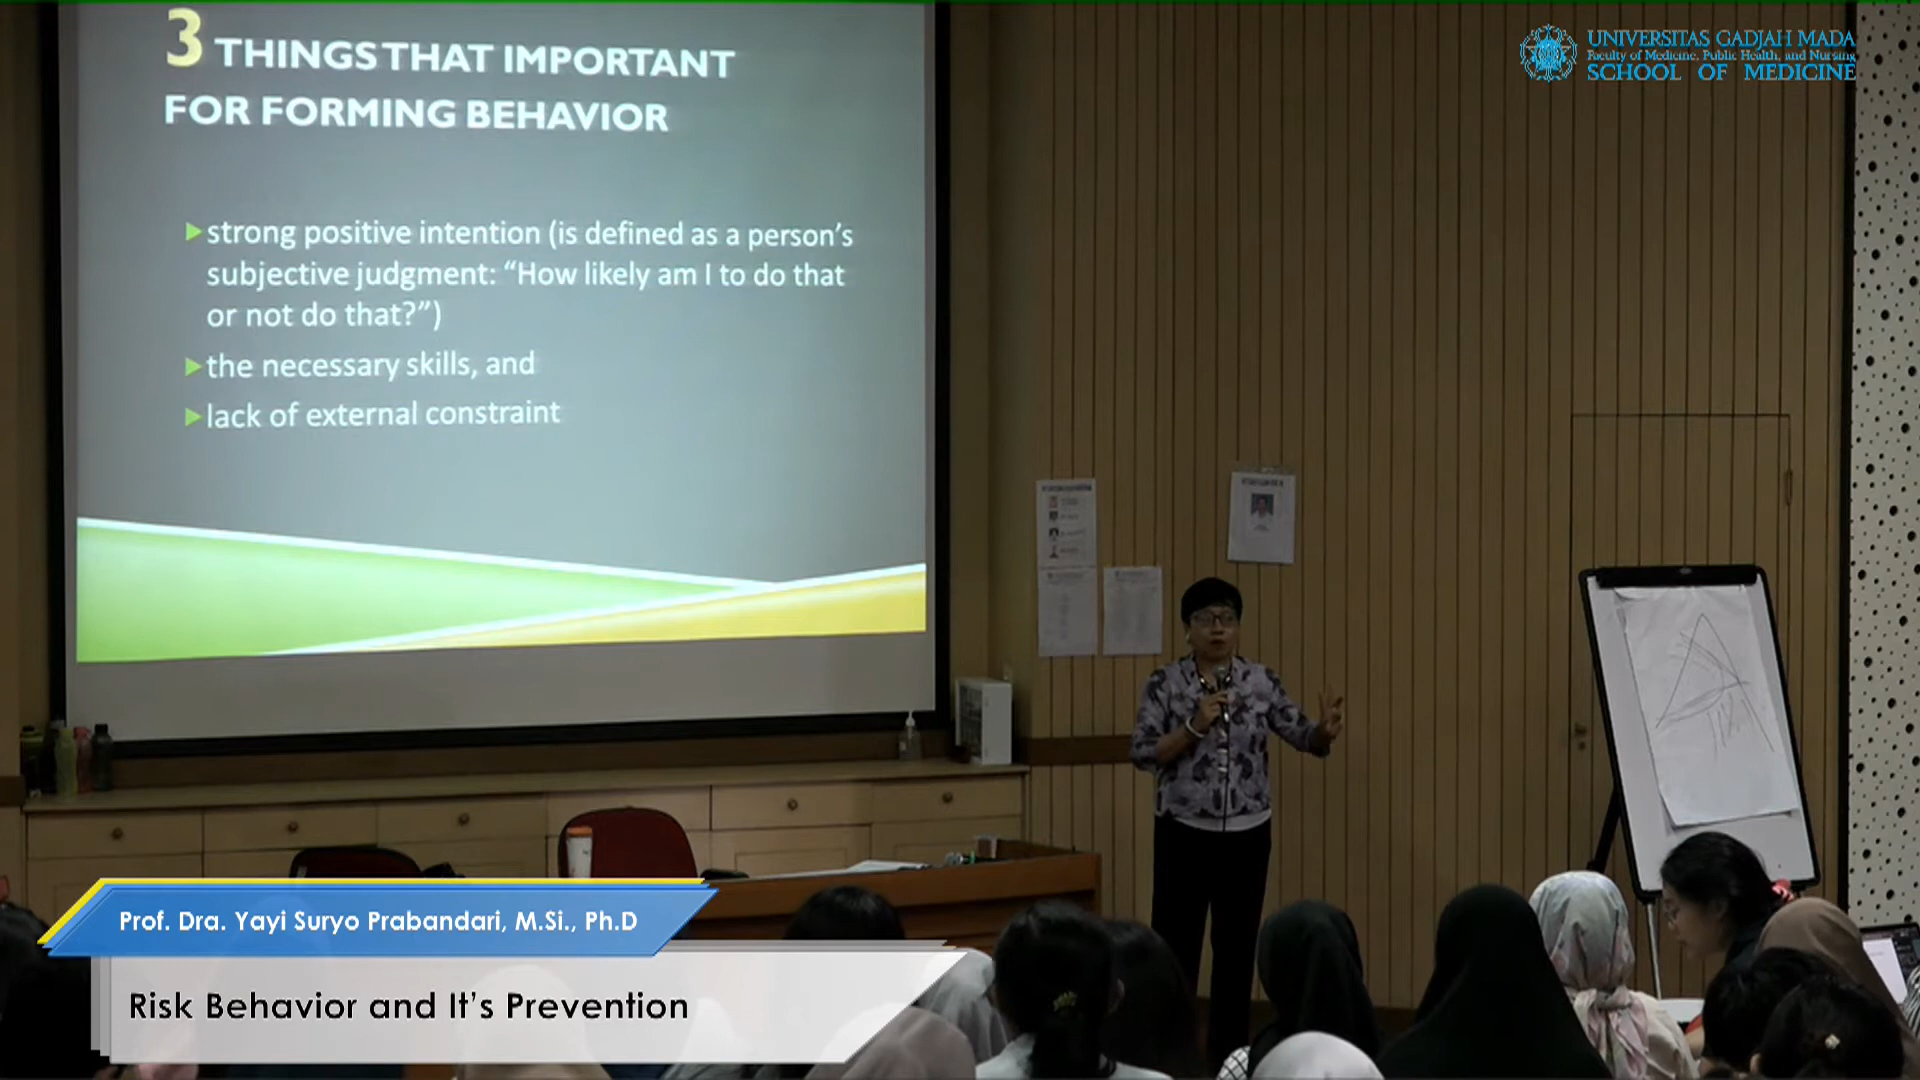 3 THINGS THAT IMPORTANT
FOR FORMING BEHAVIOR
strong positive intention (is defined as a person’s
subjective judgment: “How likely am I to do that
or not do that?”)
the necessary skills, and
lack of external constraint
UNIVERSITAS GADJAH MADA
Faculty of Medicine, Public Health, and Nursing
SCHOOL OF MEDICINE
Prof. Dra. Yayi Suryo Prabandari, M.Si., Ph.D
Risk Behavior and It’s Prevention